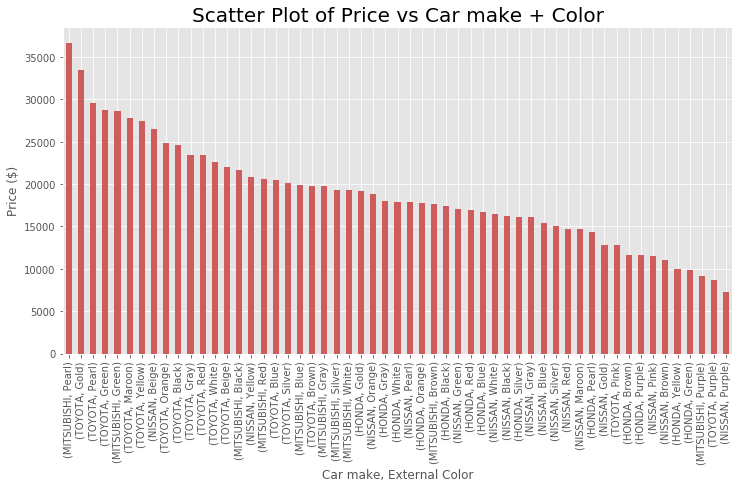 Scatter Plot of Price vs Car make + Color
Price ($)
35000
30000
25000
20000
15000
10000
5000
0
(MITSUBISHI, Pearl)
(TOYOTA, Gold)
(TOYOTA, Pearl)
(TOYOTA, Green)
(MITSUBISHI, Green)
(TOYOTA, Maroon)
(TOYOTA, Yellow)
(NISSAN, Beige)
(TOYOTA, Orange)
(TOYOTA, Black)
(TOYOTA, Gray)
(TOYOTA, Red)
(TOYOTA, White)
(TOYOTA, Beige)
(MITSUBISHI, Black)
(NISSAN, Yellow)
(MITSUBISHI, Red)
(TOYOTA, Blue)
(TOYOTA, Silver)
(MITSUBISHI, Blue)
(TOYOTA, Brown)
(MITSUBISHI, Gray)
(MITSUBISHI, Silver)
(MITSUBISHI, White)
(HONDA, Gold)
(NISSAN, Orange)
(HONDA, Gray)
(HONDA, White)
(NISSAN, Pearl)
(HONDA, Orange)
(MITSUBISHI, Brown)
(HONDA, Black)
(NISSAN, Green)
(HONDA, Red)
(HONDA, Blue)
(NISSAN, White)
(NISSAN, Black)
(HONDA, Silver)
(NISSAN, Gray)
(NISSAN, Blue)
(NISSAN, Silver)
(NISSAN, Red)
(NISSAN, Maroon)
(HONDA, Pearl)
(NISSAN, Gold)
(TOYOTA, Pink)
(HONDA, Brown)
(HONDA, Purple)
(NISSAN, Pink)
(NISSAN, Brown)
(HONDA, Yellow)
(HONDA, Green)
(MITSUBISHI, Purple)
(TOYOTA, Purple)
(NISSAN, Purple)
Car make, External Color